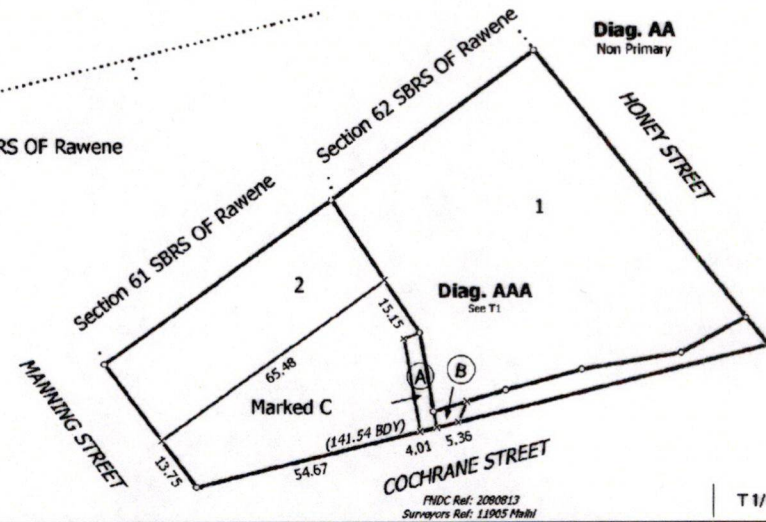 Diag. AA
Non Primary
Section 62 SBRS OF Rawene
HONEY STREET
RS OF Rawene
Section 61 SBRS OF Rawene
1
2
Diag. AAA
See T1
15.15
65.48
A
B
Marked C
MANNING STREET
(141.54 BDY)
13.75
54.67
4.01
5.36
COCHRANE STREET
FNDC Ref: 2080813
Surveyors Ref: 11905 Maihi
T 1/